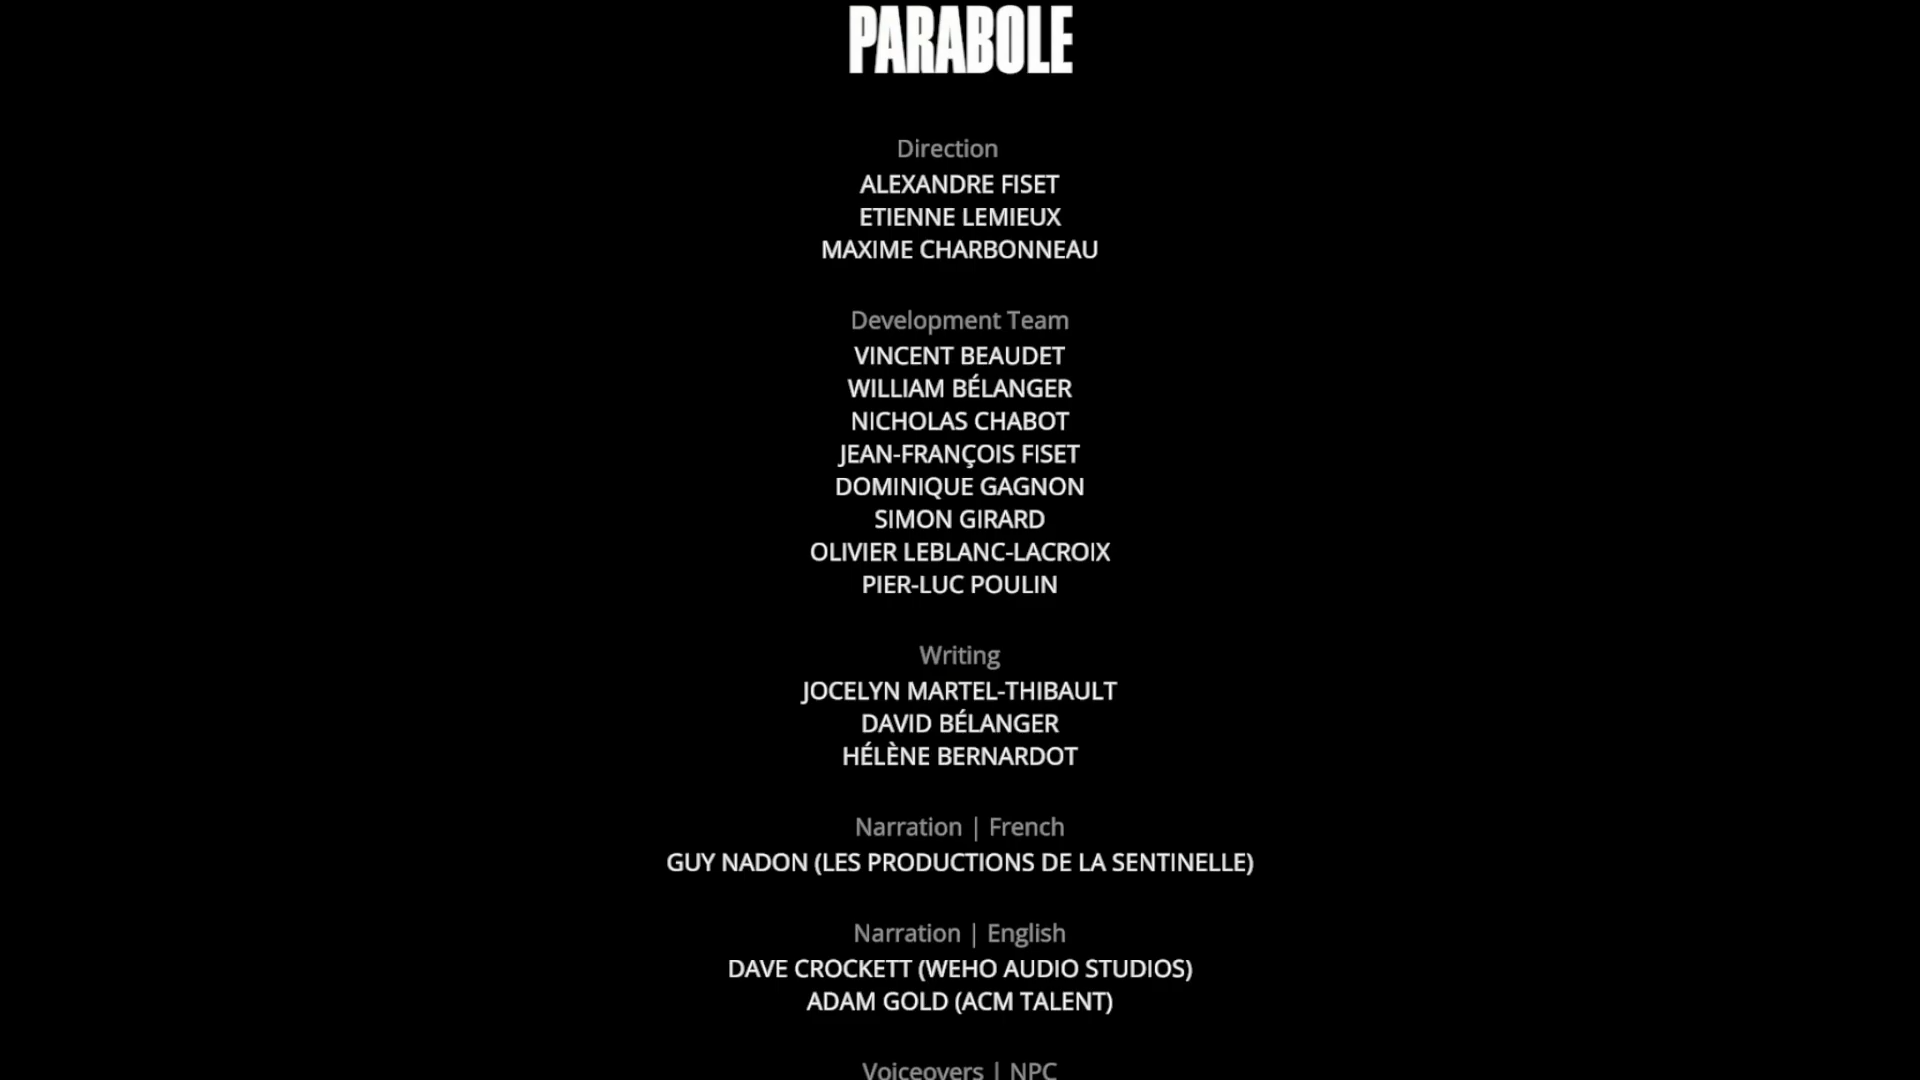 PARABOLE
Direction
ALEXANDRE FISET
ETIENNE LEMIEUX
MAXIME CHARBONNEAU
Development Team
VINCENT BEAUDET
WILLIAM BÉLANGER
NICHOLAS CHABOT
JEAN-FRANÇOIS FISET
DOMINIQUE GAGNON
SIMON GIRARD
OLIVIER LEBLANC-LACROIX
PIER-LUC POULIN
Writing
JOCELYN MARTEL-THIBAULT
DAVID BÉLANGER
HÉLÈNE BERNARDOT
Narration | French
GUY NADON (LES PRODUCTIONS DE LA SENTINELLE)
Narration | English
DAVE CROCKETT (WEHO AUDIO STUDIOS)
ADAM GOLD (ACM TALENT)
Voiceovers | NPC